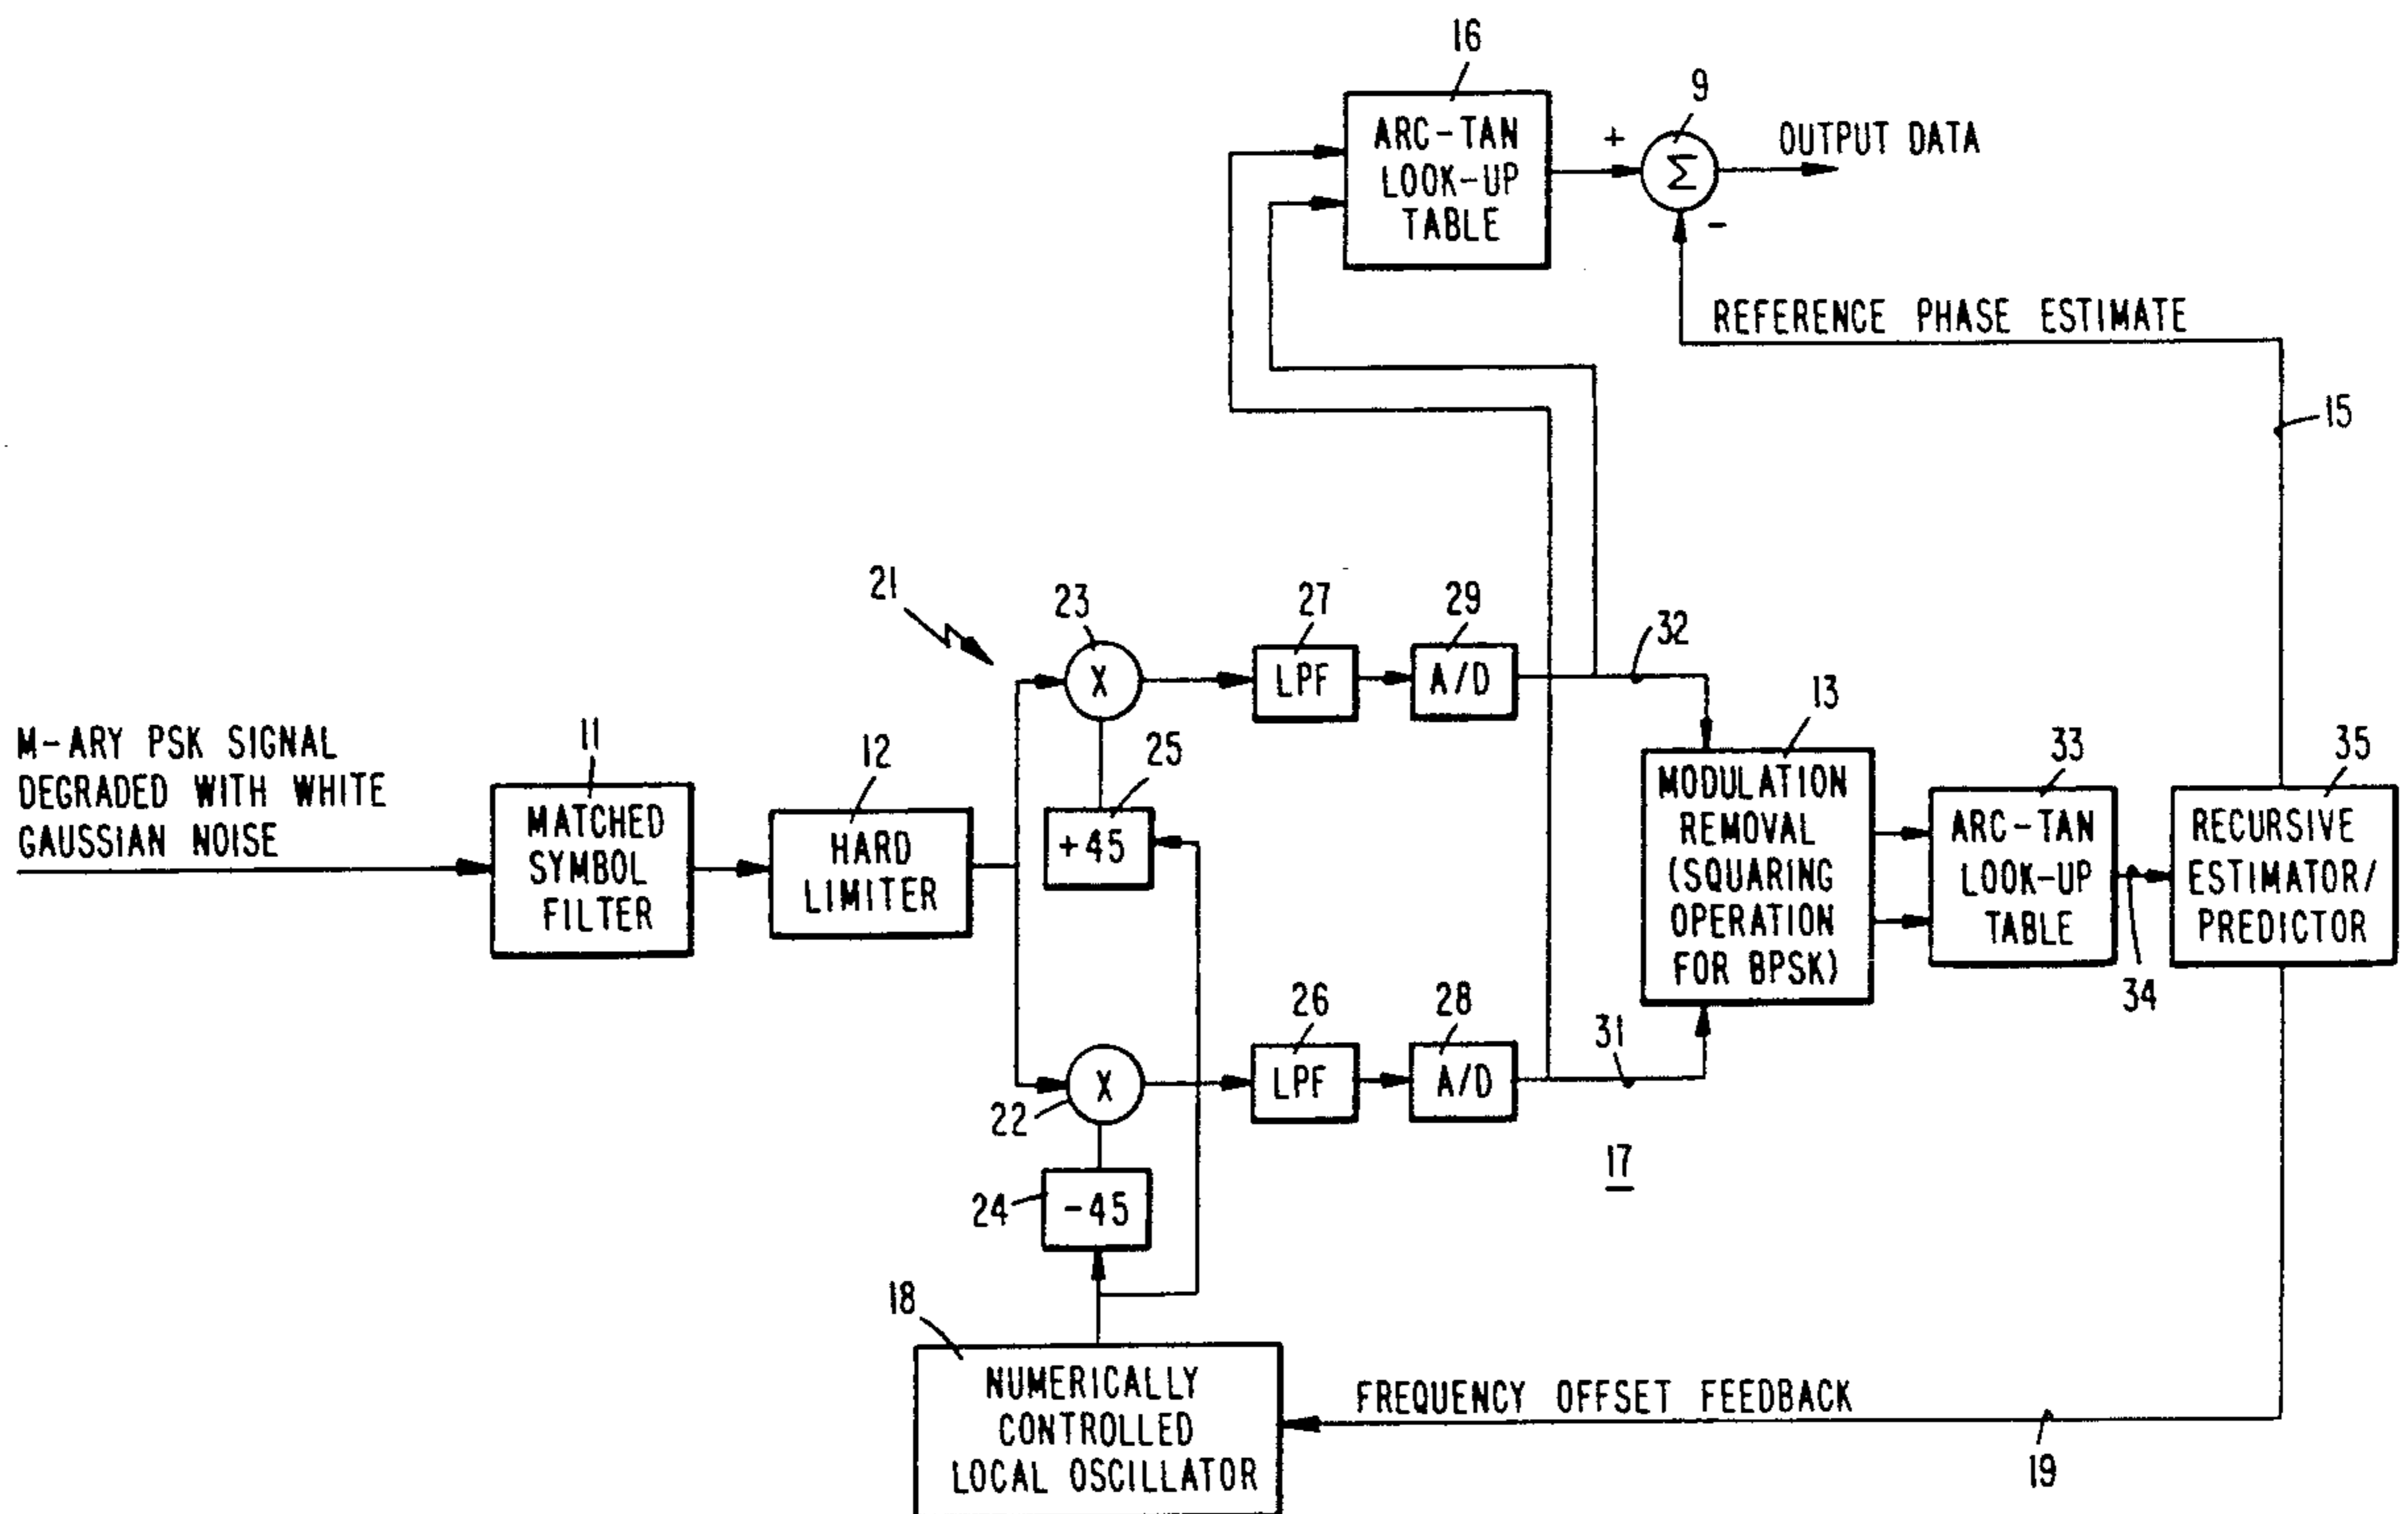 16
9
ARC-TAN
LOOK-UP
TABLE
+
Σ
-
OUTPUT DATA
REFERENCE PHASE ESTIMATE
15
21
23
X
27
LPF
29
A/D
32
13
MODULATION
REMOVAL
(SQUARING
OPERATION
FOR BPSK)
M-ARY PSK SIGNAL
DEGRADED WITH WHITE
GAUSSIAN NOISE
11
MATCHED
SYMBOL
FILTER
12
HARD
LIMITER
25
+45
33
ARC-TAN
LOOK-UP
TABLE
34
35
RECURSIVE
ESTIMATOR/
PREDICTOR
22
X
26
LPF
28
A/D
31
17
24
-45
18
NUMERICALLY
CONTROLLED
LOCAL OSCILLATOR
FREQUENCY OFFSET FEEDBACK
19